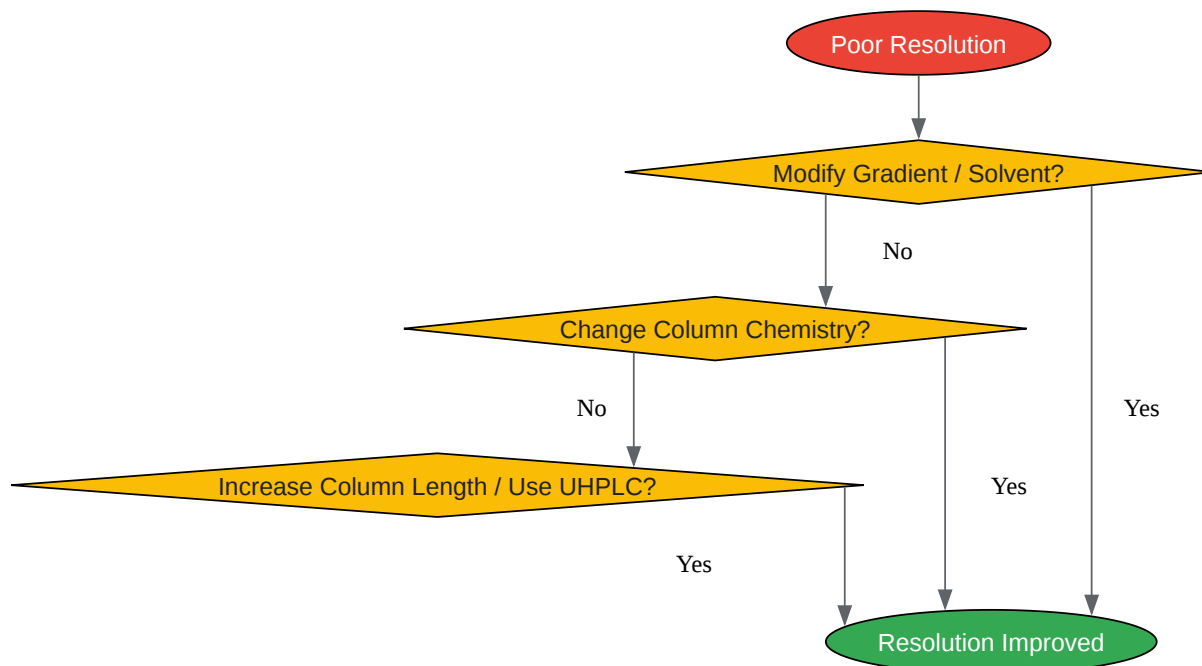 Poor Resolution
Modify Gradient / Solvent?
No
Change Column Chemistry?
No
Yes
Increase Column Length / Use UHPLC?
Yes
Yes
Resolution Improved